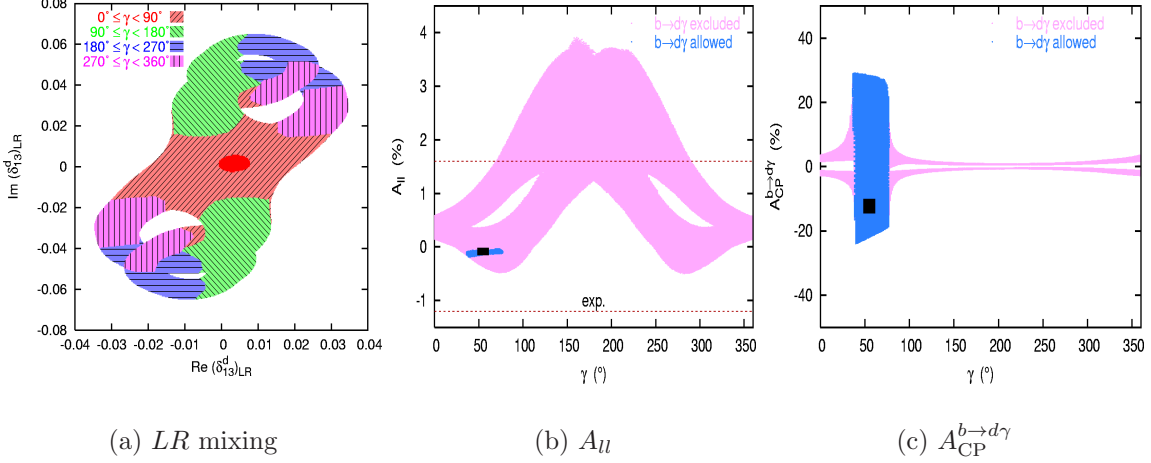 0° ≤ γ < 90°
90° ≤ γ < 180°
180° ≤ γ < 270°
270° ≤ γ < 360°
0.08
0.06
0.04
0.02
0
-0.02
-0.04
-0.06
-0.08
Im (δ^d_13)_LR
-0.04 -0.03 -0.02 -0.01 0 0.01 0.02 0.03 0.04
Re (δ^d_13)_LR
(a) LR mixing
b→dγ excluded
b→dγ allowed
4
3
2
1
0
-1
A_ll (%)
exp.
0 50 100 150 200 250 300 350
γ (°)
(b) A_ll
b→dγ excluded
b→dγ allowed
40
20
0
-20
-40
A_CP^b→dγ (%)
0 50 100 150 200 250 300 350
γ (°)
(c) A_CP^b→dγ